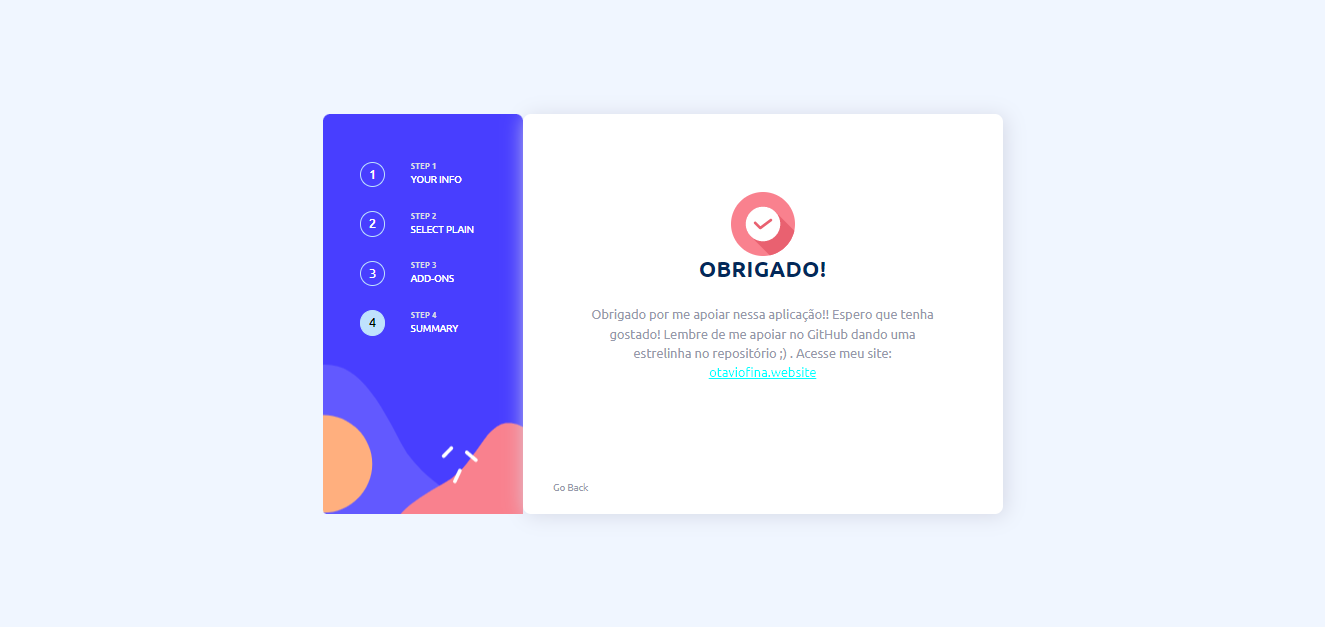 1
STEP 1
YOUR INFO
2
STEP 2
SELECT PLAIN
3
STEP 3
ADD-ONS
4
STEP 4
SUMMARY
OBRIGADO!
Obrigado por me apoiar nessa aplicação!! Espero que tenha
gostado! Lembre de me apoiar no GitHub dando uma
estrelinha no repositório ;) . Acesse meu site:
otaviofina.website
Go Back